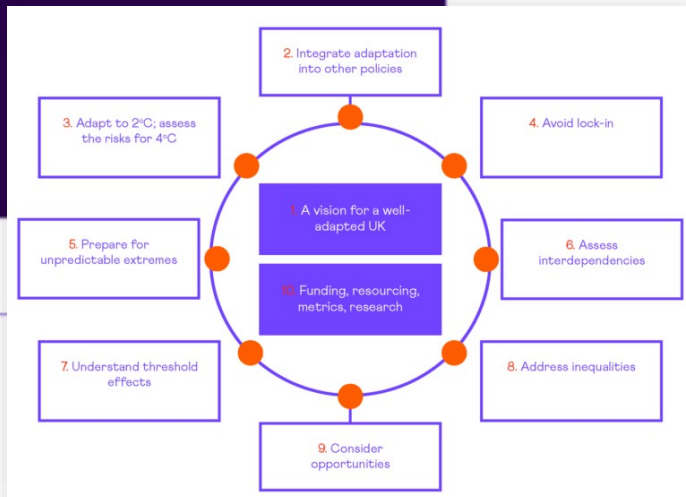 2. Integrate adaptation
into other policies
3. Adapt to 2°C; assess
the risks for 4°C
4. Avoid lock-in
1. A vision for a well-
adapted UK
5. Prepare for
unpredictable extremes
6. Assess
interdependencies
10. Funding, resourcing,
metrics, research
7. Understand threshold
effects
8. Address inequalities
9. Consider
opportunities